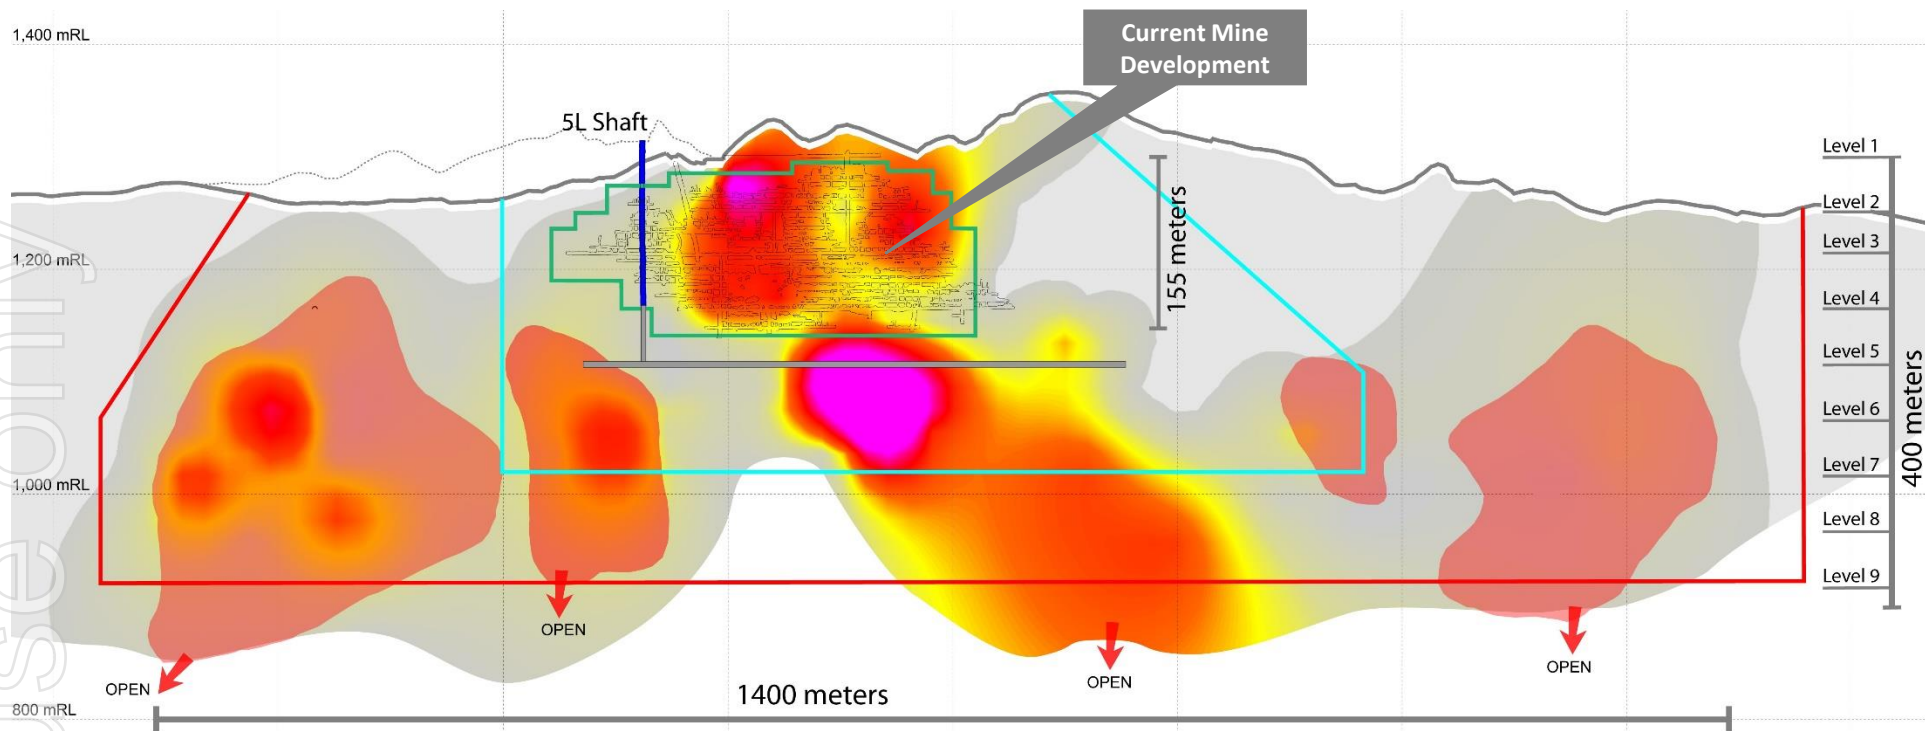 1,400 mRL
Current Mine
Development
5L Shaft
Level 1
Level 2
155 meters
Level 3
1,200 mRL
Level 4
Level 5
400 meters
Level 6
Level 7
1,000 mRL
Level 8
Level 9
OPEN
OPEN
OPEN
OPEN
1400 meters
800 mRL
use only